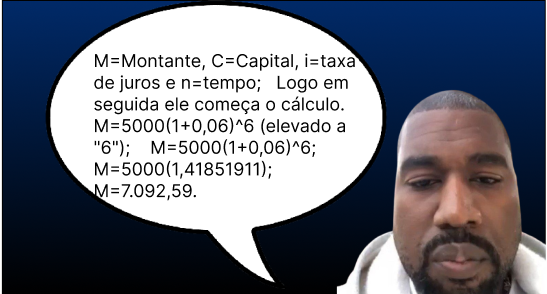 M=Montante, C=Capital, i=taxa
de juros e n=tempo;   Logo em
seguida ele começa o cálculo.
M=5000(1+0,06)^6 (elevado a
"6");    M=5000(1+0,06)^6;
M=5000(1,41851911);
M=7.092,59.